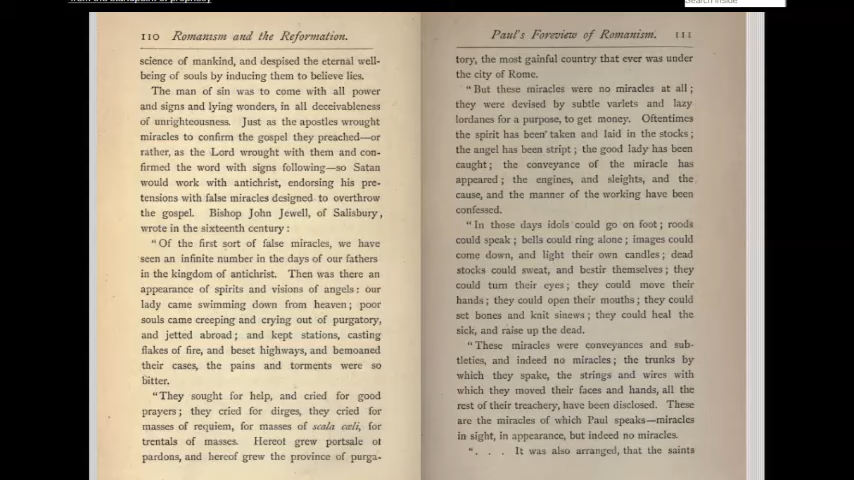 from the standpoint of prophecy
Search inside
110 Romanism and the Reformation.
science of mankind, and despised the eternal well-
being of souls by inducing them to believe lies.
The man of sin was to come with all power
and signs and lying wonders, in all deceivableness
of unrighteousness. Just as the apostles wrought
miracles to confirm the gospel they preached—or
rather, as the Lord wrought with them and con-
firmed the word with signs following—so Satan
would work with antichrist, endorsing his pre-
tensions with false miracles designed to overthrow
the gospel. Bishop John Jewell, of Salisbury,
wrote in the sixteenth century:
"Of the first sort of false miracles, we have
seen an infinite number in the days of our fathers
in the kingdom of antichrist. Then was there an
appearance of spirits and visions of angels: our
lady came swimming down from heaven; poor
souls came creeping and crying out of purgatory,
and jetted abroad; and kept stations, casting
flakes of fire, and beset highways, and bemoaned
their cases, the pains and torments were so
bitter.
"They sought for help, and cried for good
prayers; they cried for dirges, they cried for
masses of requiem, for masses of scala cœli, for
trentals of masses. Hereof grew portsale of
pardons, and hereof grew the province of purga-
Paul's Foreview of Romanism. 111
tory, the most gainful country that ever was under
the city of Rome.
"But these miracles were no miracles at all;
they were devised by subtle varlets and lazy
lordanes for a purpose, to get money. Oftentimes
the spirit has been taken and laid in the stocks;
the angel has been stript; the good lady has been
caught; the conveyance of the miracle has
appeared; the engines, and sleights, and the
cause, and the manner of the working have been
confessed.
"In those days idols could go on foot; roods
could speak; bells could ring alone; images could
come down, and light their own candles; dead
stocks could sweat, and bestir themselves; they
could turn their eyes; they could move their
hands; they could open their mouths; they could
set bones and knit sinews; they could heal the
sick, and raise up the dead.
"These miracles were conveyances and sub-
tleties, and indeed no miracles; the trunks by
which they spake, the strings and wires with
which they moved their faces and hands, all the
rest of their treachery, have been disclosed. These
are the miracles of which Paul speaks—miracles
in sight, in appearance, but indeed no miracles.
". . . It was also arranged, that the saints